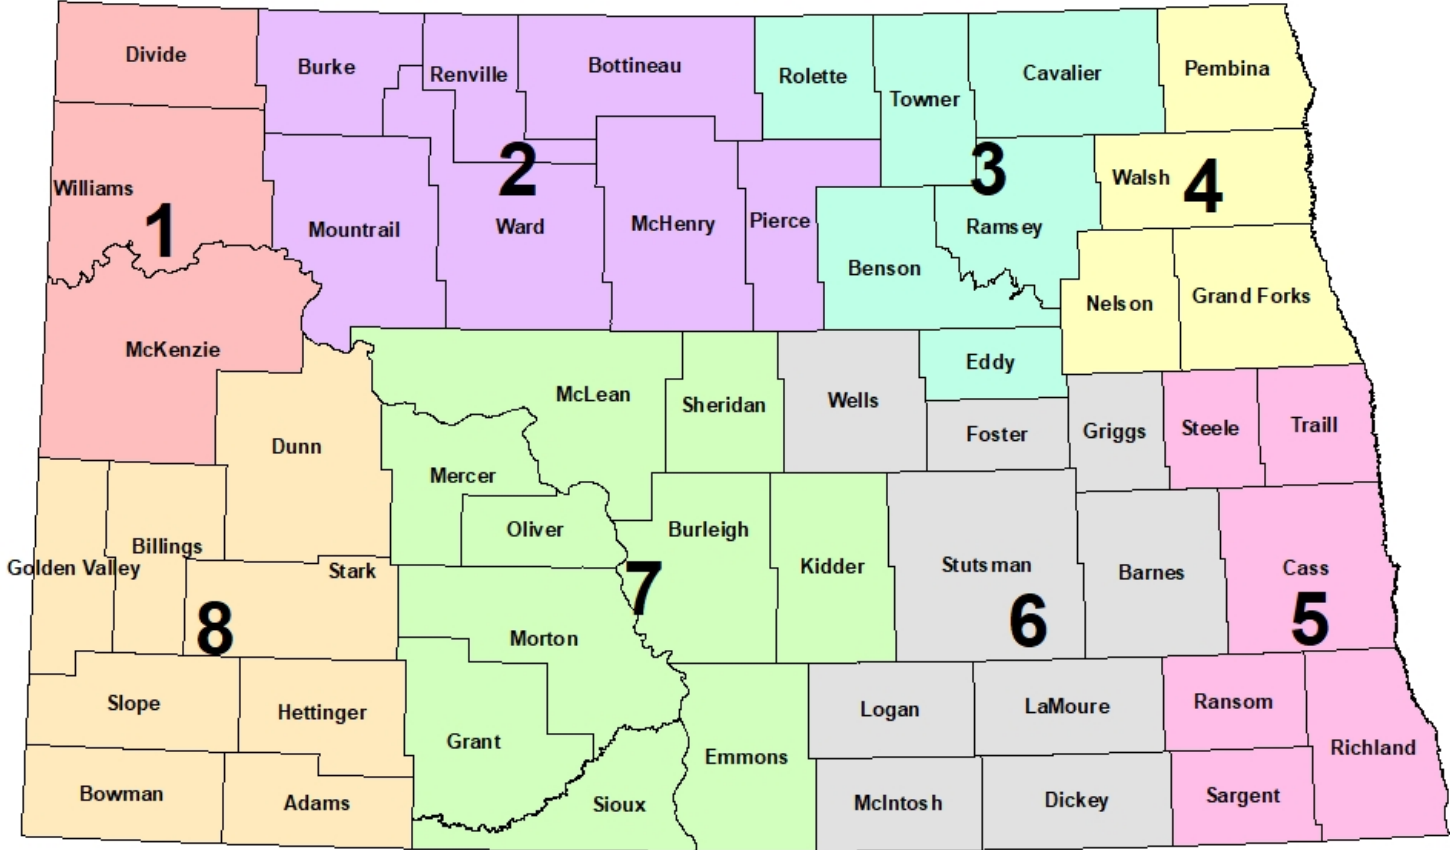 Divide
Burke
Renville
Bottineau
Rolette
Towner
Cavalier
Pembina
Williams
1
Mountrail
2
Ward
McHenry
Pierce
3
Ramsey
Benson
Walsh
4
Nelson
Grand Forks
McKenzie
Dunn
McLean
Sheridan
Wells
Eddy
Foster
Griggs
Steele
Traill
Mercer
Oliver
Burleigh
Kidder
Stutsman
Barnes
Cass
Golden Valley
Billings
Stark
8
7
6
5
Morton
Slope
Hettinger
Grant
Emmons
Logan
LaMoure
Ransom
Richland
Bowman
Adams
Sioux
McIntosh
Dickey
Sargent